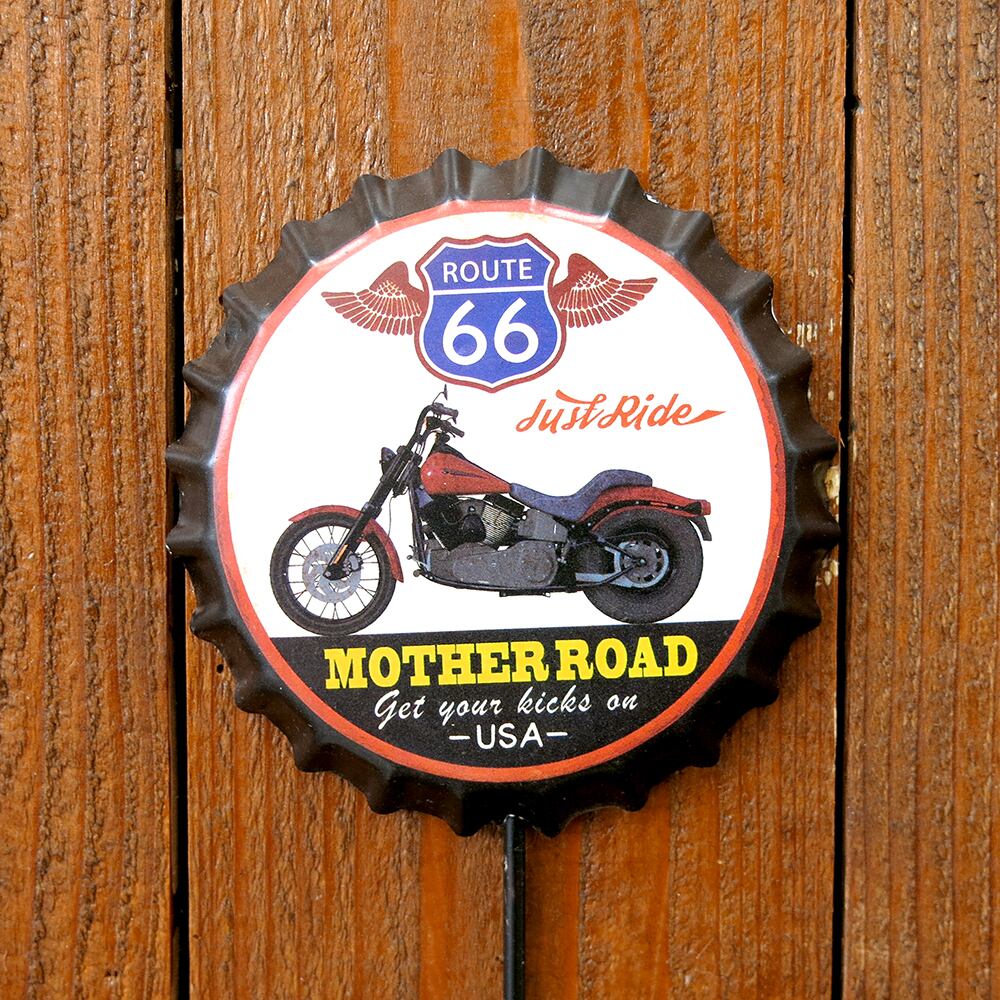 ROUTE
66
Just Ride
MOTHER ROAD
Get your kicks on
-USA-